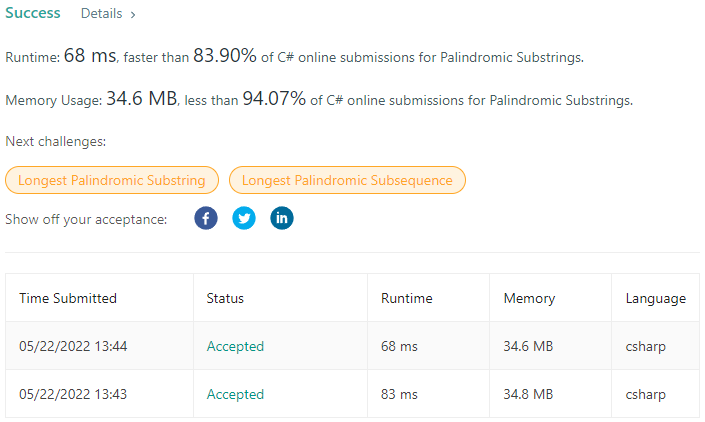 Success Details ›
Runtime: 68 ms, faster than 83.90% of C# online submissions for Palindromic Substrings.
Memory Usage: 34.6 MB, less than 94.07% of C# online submissions for Palindromic Substrings.
Next challenges:
Longest Palindromic Substring Longest Palindromic Subsequence
Show off your acceptance: f in
Time Submitted Status Runtime Memory Language
05/22/2022 13:44 Accepted 68 ms 34.6 MB csharp
05/22/2022 13:43 Accepted 83 ms 34.8 MB csharp